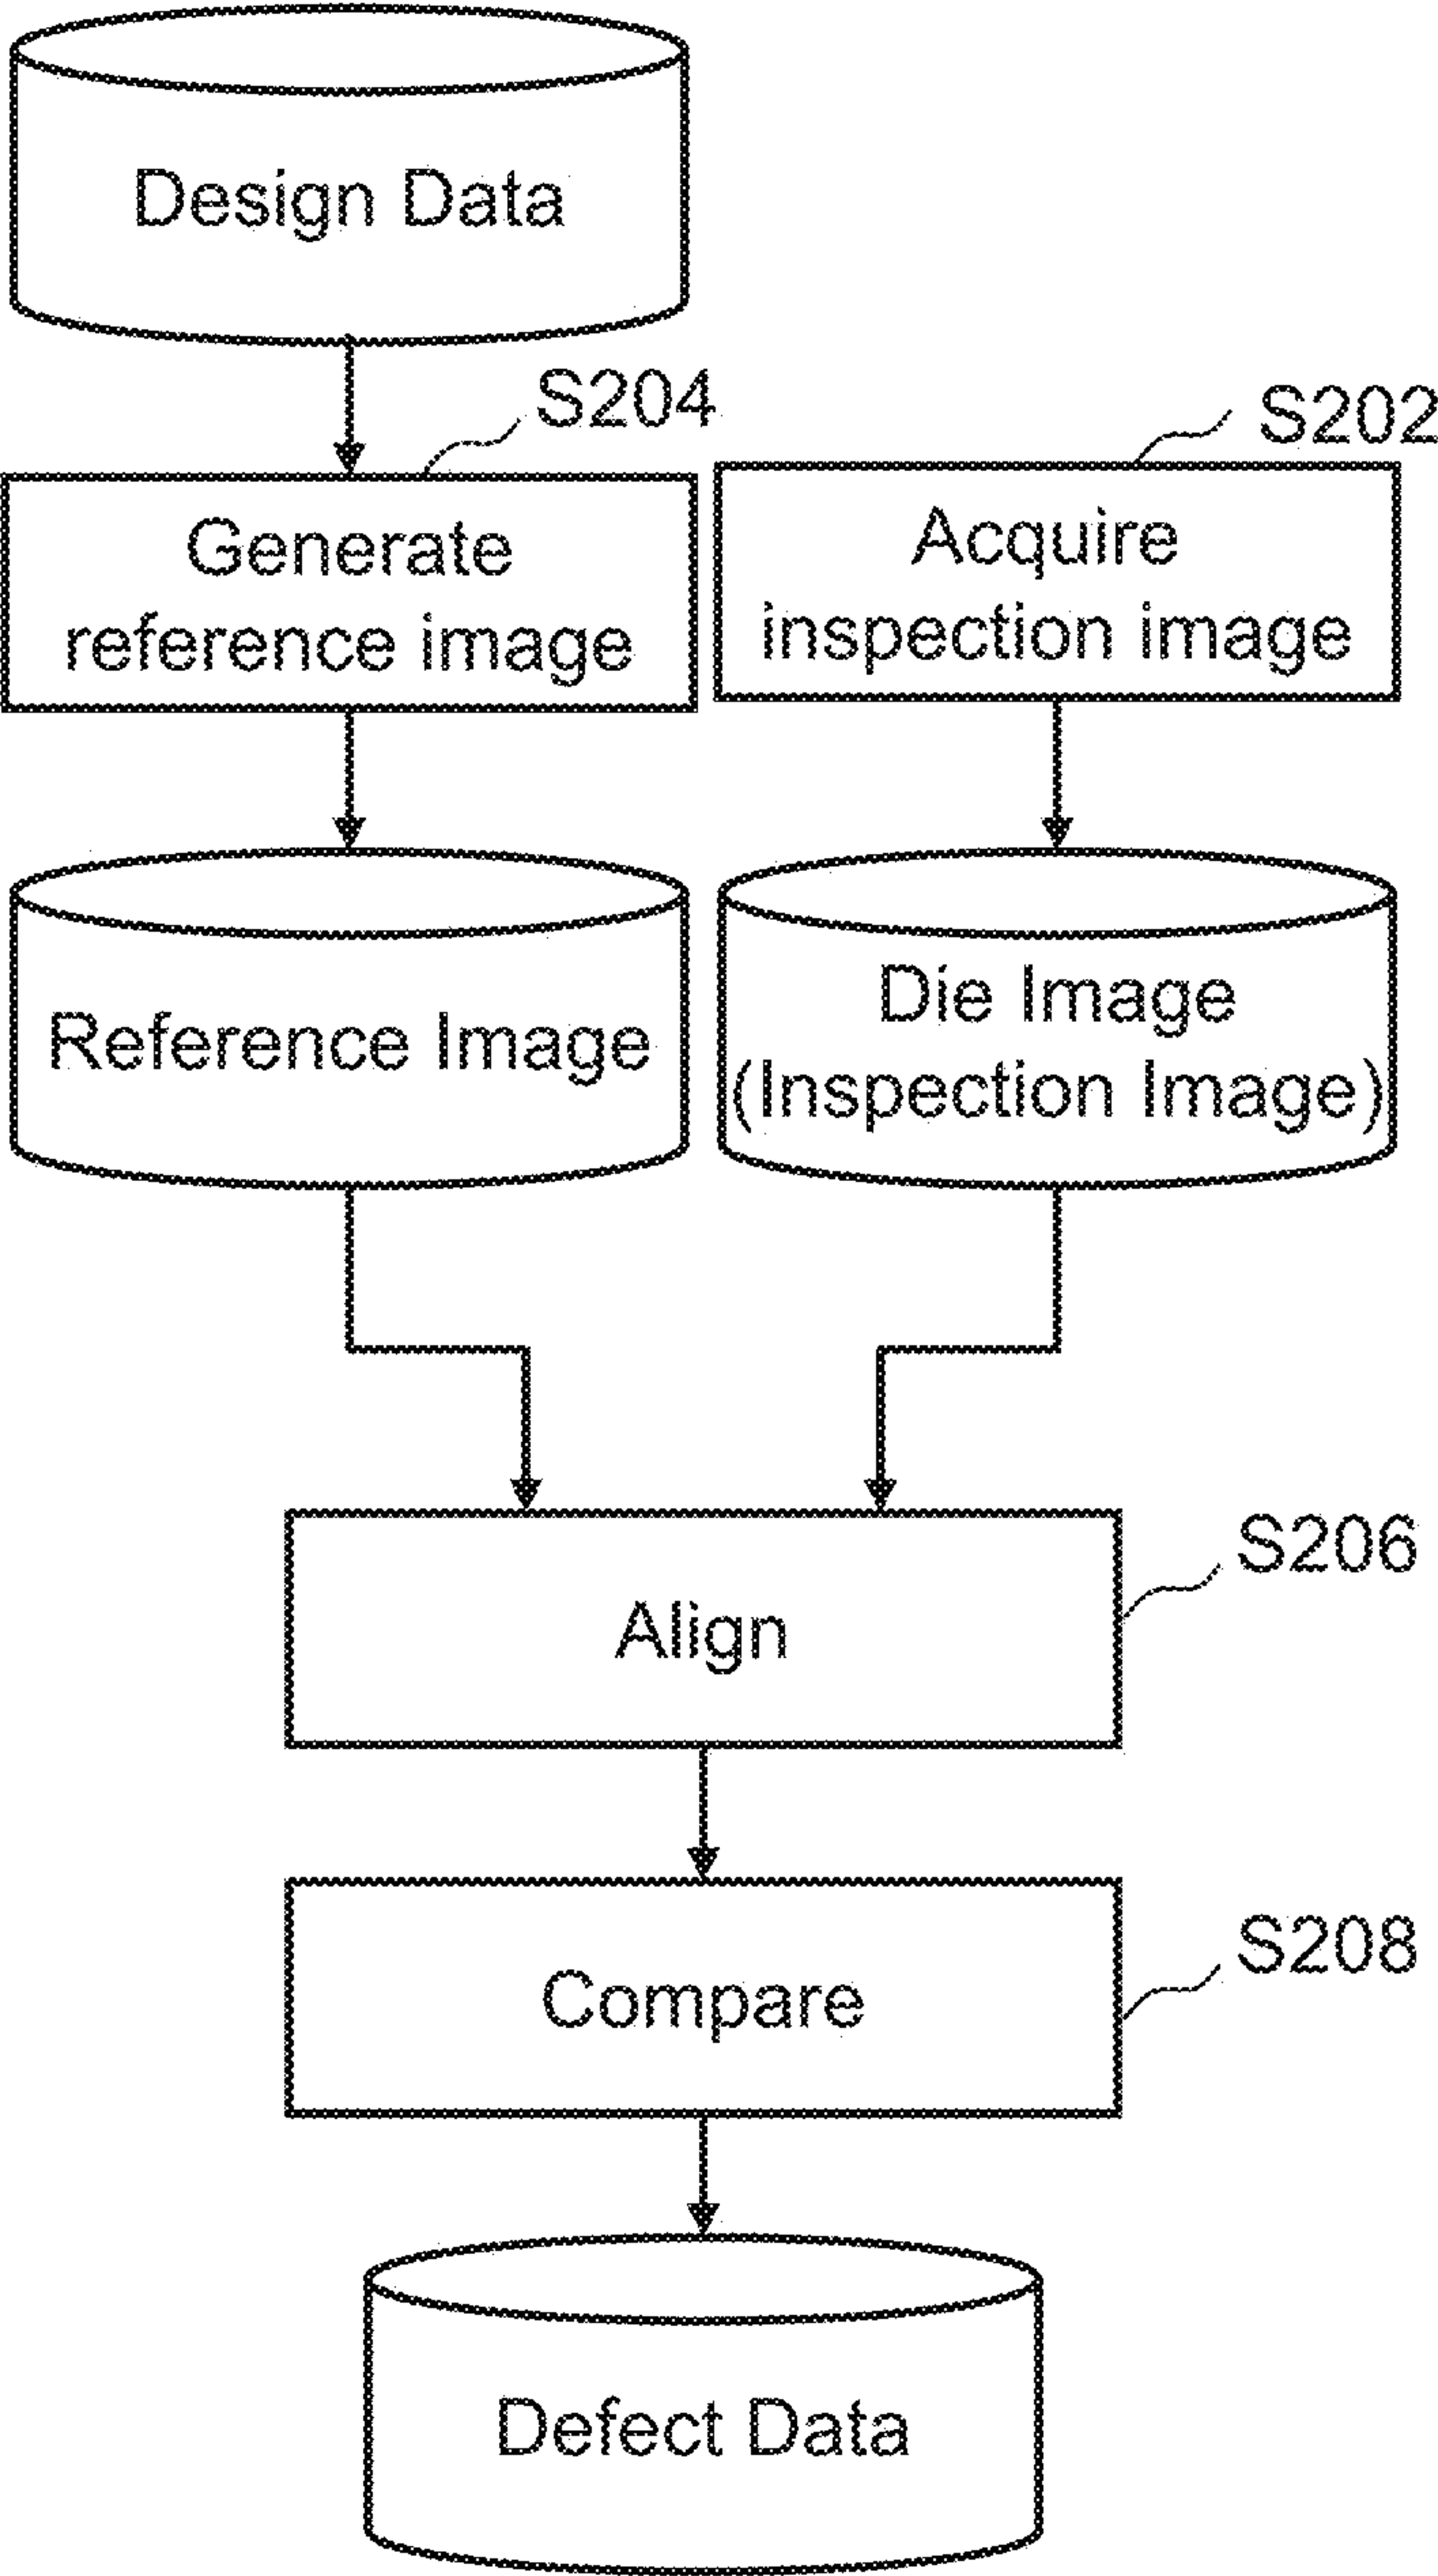 Design Data
S204
S202
Generate
reference image
Acquire
inspection image
Reference Image
Die Image
(Inspection Image)
S206
Align
S208
Compare
Defect Data